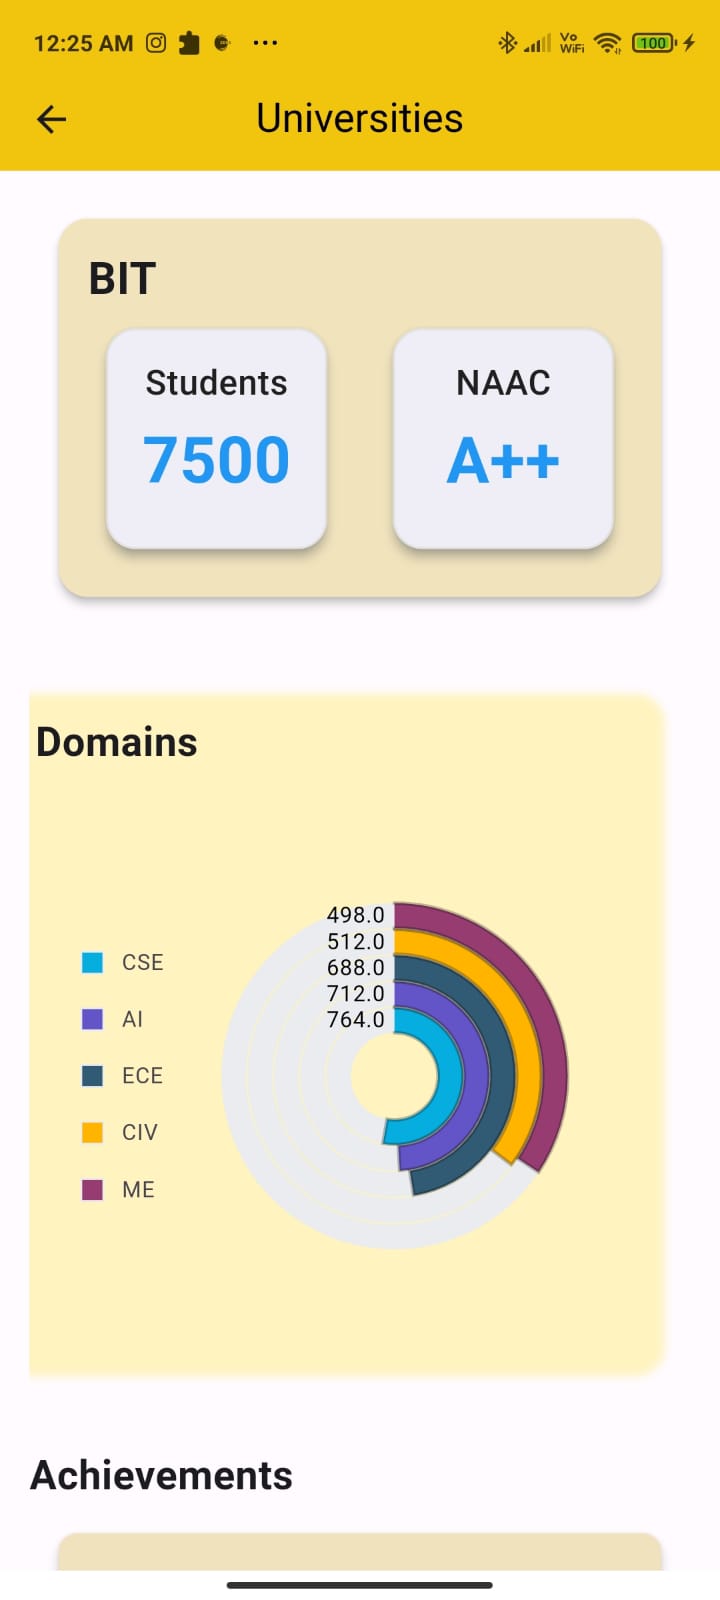 12:25 AM
Vo
WiFi
100
Universities
BIT
Students
7500
NAAC
A++
Domains
498.0
512.0
688.0
712.0
764.0
CSE
AI
ECE
CIV
ME
Achievements